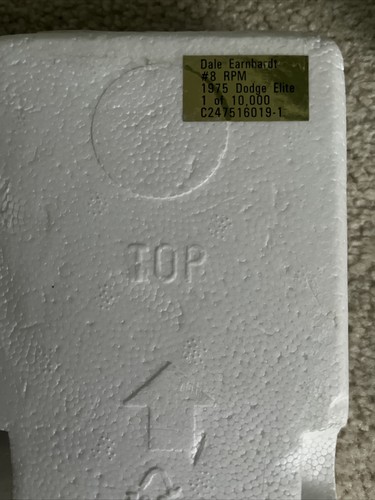 Dale Earnhardt
#8 RPM
1975 Dodge Elite
1 of 10,000
C247516019-1
TOP